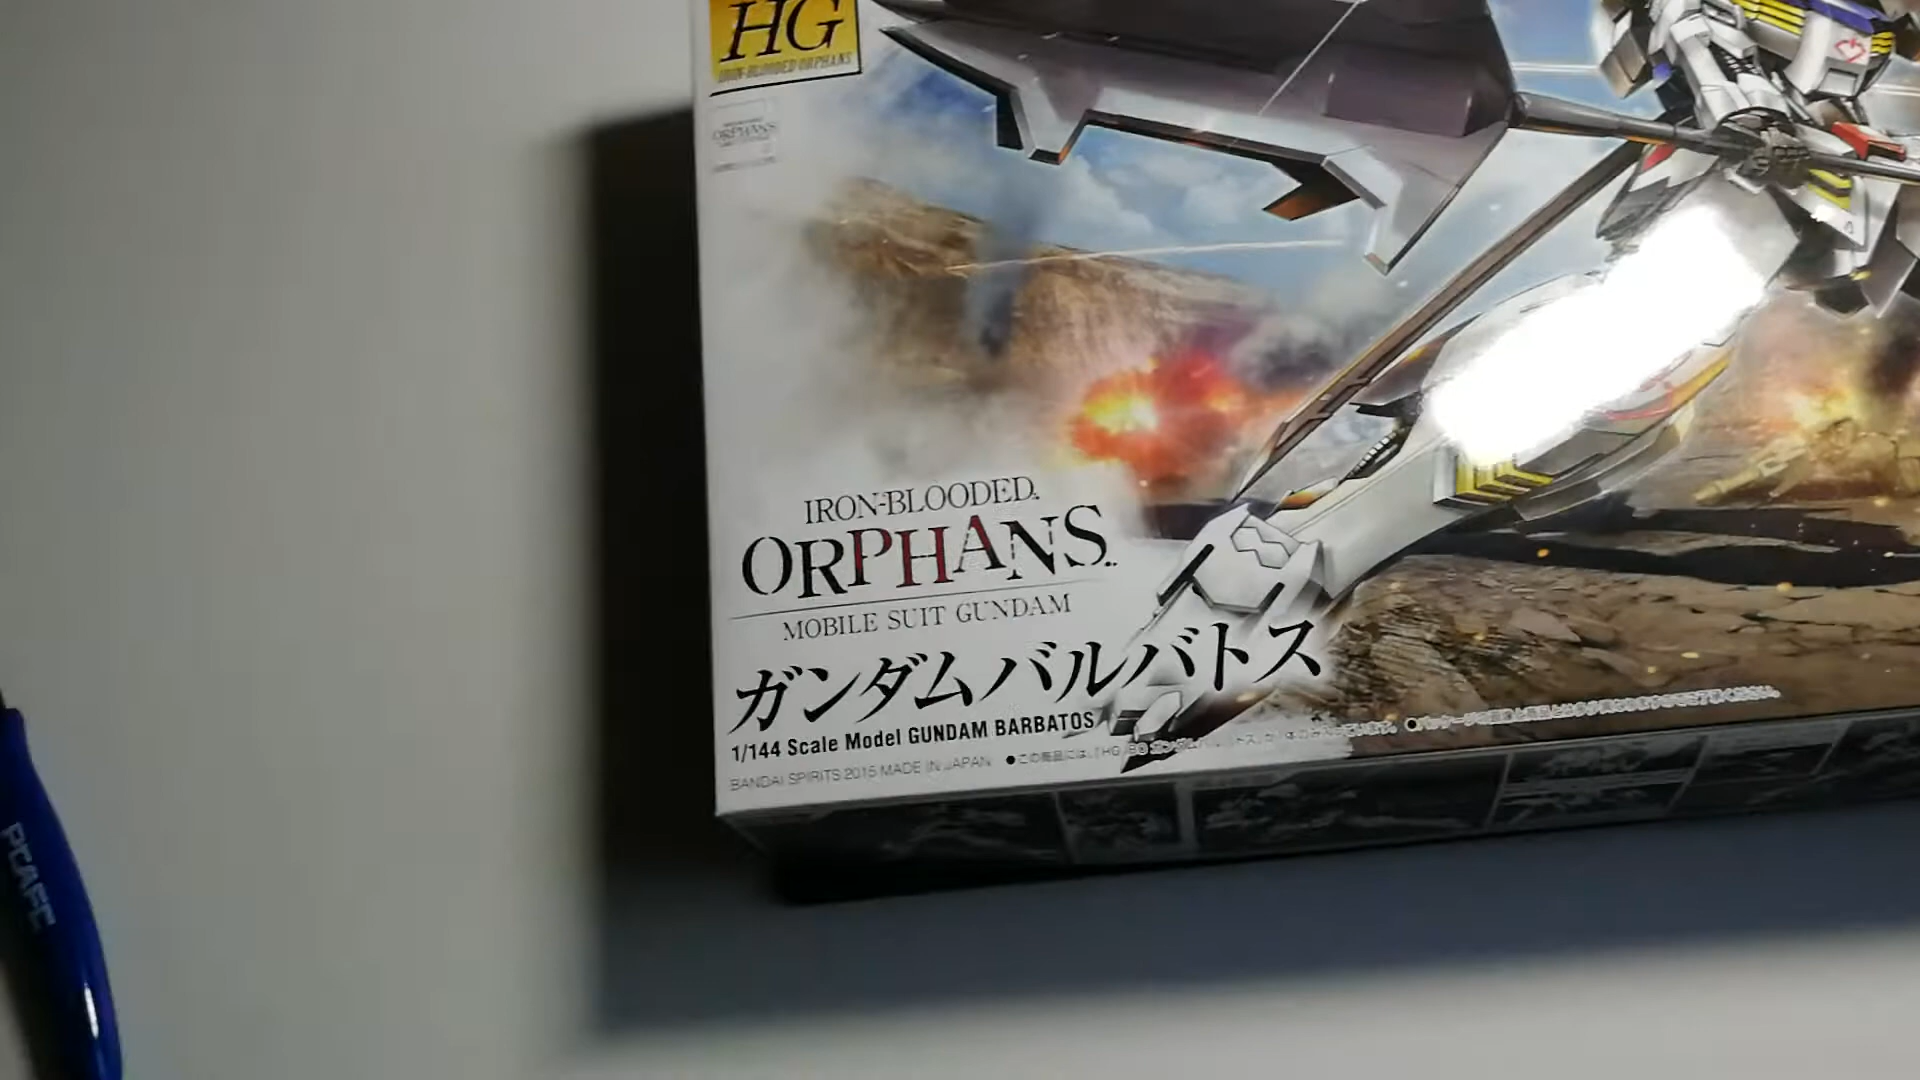 HG
IRON-BLOODED ORPHANS
ORPHANS
IRON-BLOODED
ORPHANS
MOBILE SUIT GUNDAM
ガンダムバルバトス
1/144 Scale Model GUNDAM BARBATOS
BANDAI SPIRITS 2015 MADE IN JAPAN
PCAFC